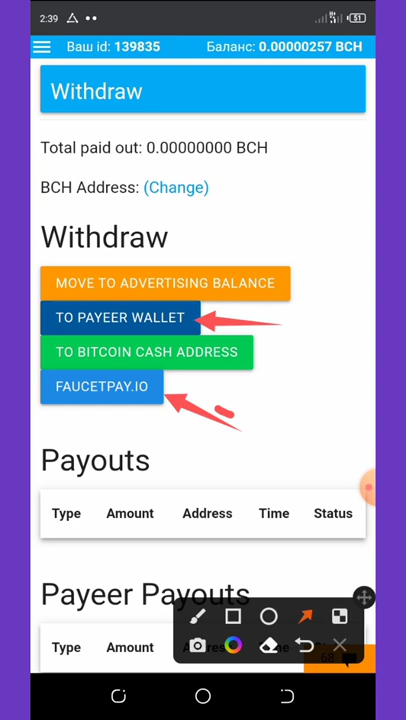 2:39 51
Ваш id: 139835 Баланс: 0.00000257 BCH
Withdraw
Total paid out: 0.00000000 BCH
BCH Address: (Change)
Withdraw
MOVE TO ADVERTISING BALANCE
TO PAYEER WALLET
TO BITCOIN CASH ADDRESS
FAUCETPAY.IO
Payouts
Type Amount Address Time Status
Payeer Payouts
Type Amount
68